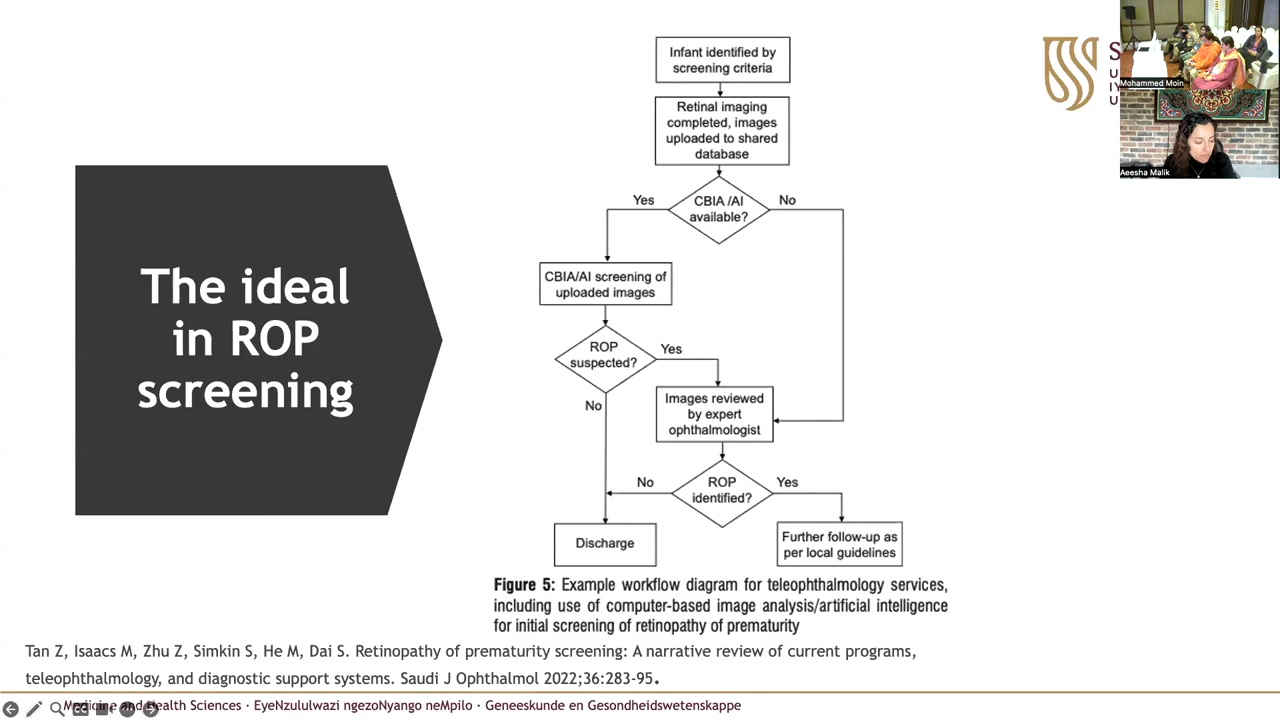 The ideal
in ROP
screening
Infant identified by
screening criteria
Retinal imaging
completed, images
uploaded to shared
database
CBIA /AI
available?
Yes
No
CBIA/AI screening of
uploaded images
ROP
suspected?
Yes
No
Images reviewed
by expert
ophthalmologist
ROP
identified?
No
Yes
Discharge
Further follow-up as
per local guidelines
Figure 5: Example workflow diagram for teleophthalmology services,
including use of computer-based image analysis/artificial intelligence
for initial screening of retinopathy of prematurity
Tan Z, Isaacs M, Zhu Z, Simkin S, He M, Dai S. Retinopathy of prematurity screening: A narrative review of current programs,
teleophthalmology, and diagnostic support systems. Saudi J Ophthalmol 2022;36:283-95.
Medicine and Health Sciences · EyeNzululwazi ngezoNyango neMpilo · Geneeskunde en Gesondheidswetenskappe
S
U
IY
U
Mohammed Moin
Aeesha Malik